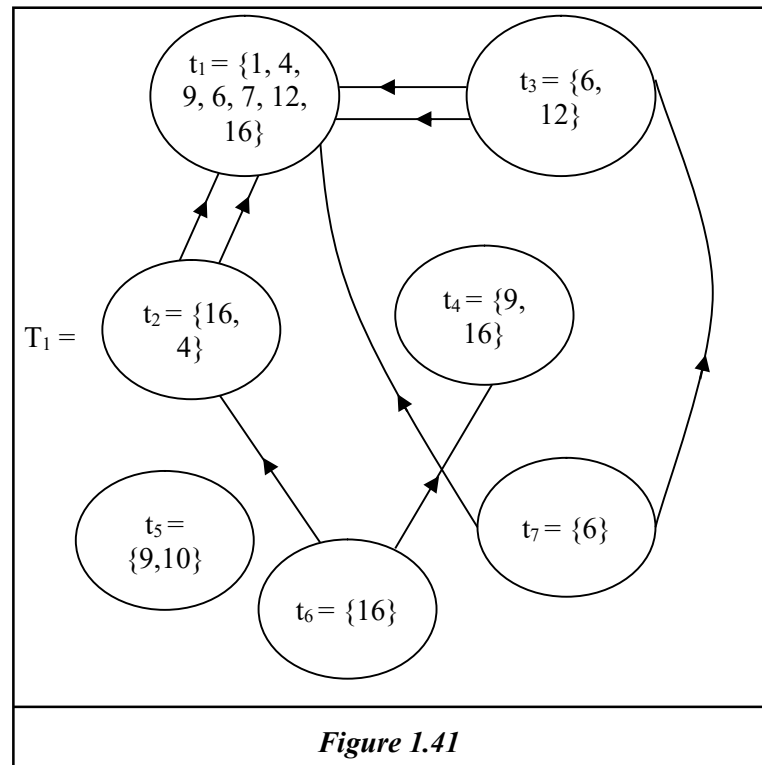 t₁ = {1, 4,
9, 6, 7, 12,
16}
t₃ = {6,
12}
t₂ = {16,
4}
t₄ = {9,
16}
T₁ =
t₅ =
{9,10}
t₇ = {6}
t₆ = {16}
Figure 1.41